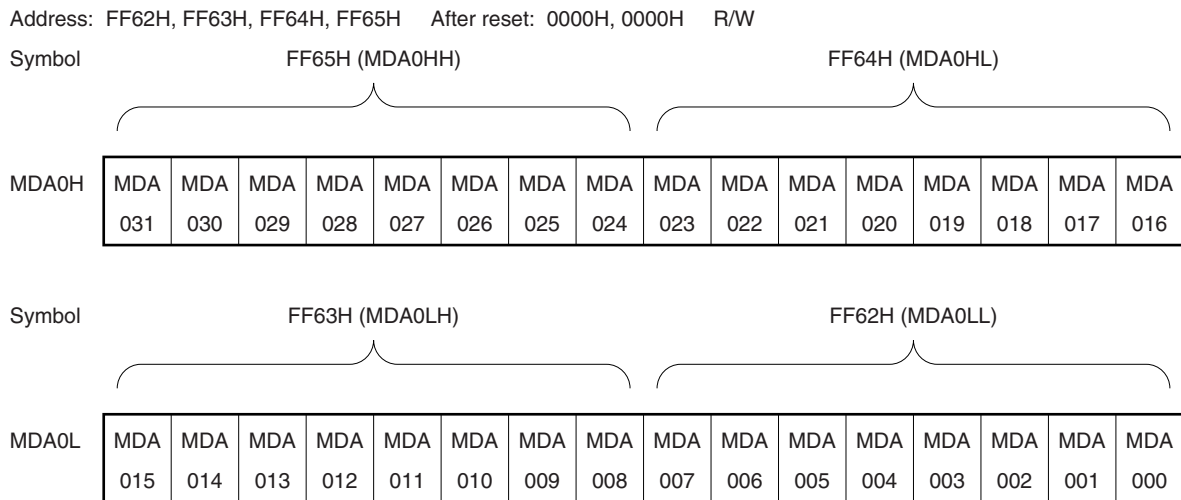 Address: FF62H, FF63H, FF64H, FF65H After reset: 0000H, 0000H R/W
Symbol FF65H (MDA0HH) FF64H (MDA0HL)
MDA0H MDA MDA MDA MDA MDA MDA MDA MDA MDA MDA MDA MDA MDA MDA MDA MDA
031 030 029 028 027 026 025 024 023 022 021 020 019 018 017 016
Symbol FF63H (MDA0LH) FF62H (MDA0LL)
MDA0L MDA MDA MDA MDA MDA MDA MDA MDA MDA MDA MDA MDA MDA MDA MDA MDA
015 014 013 012 011 010 009 008 007 006 005 004 003 002 001 000